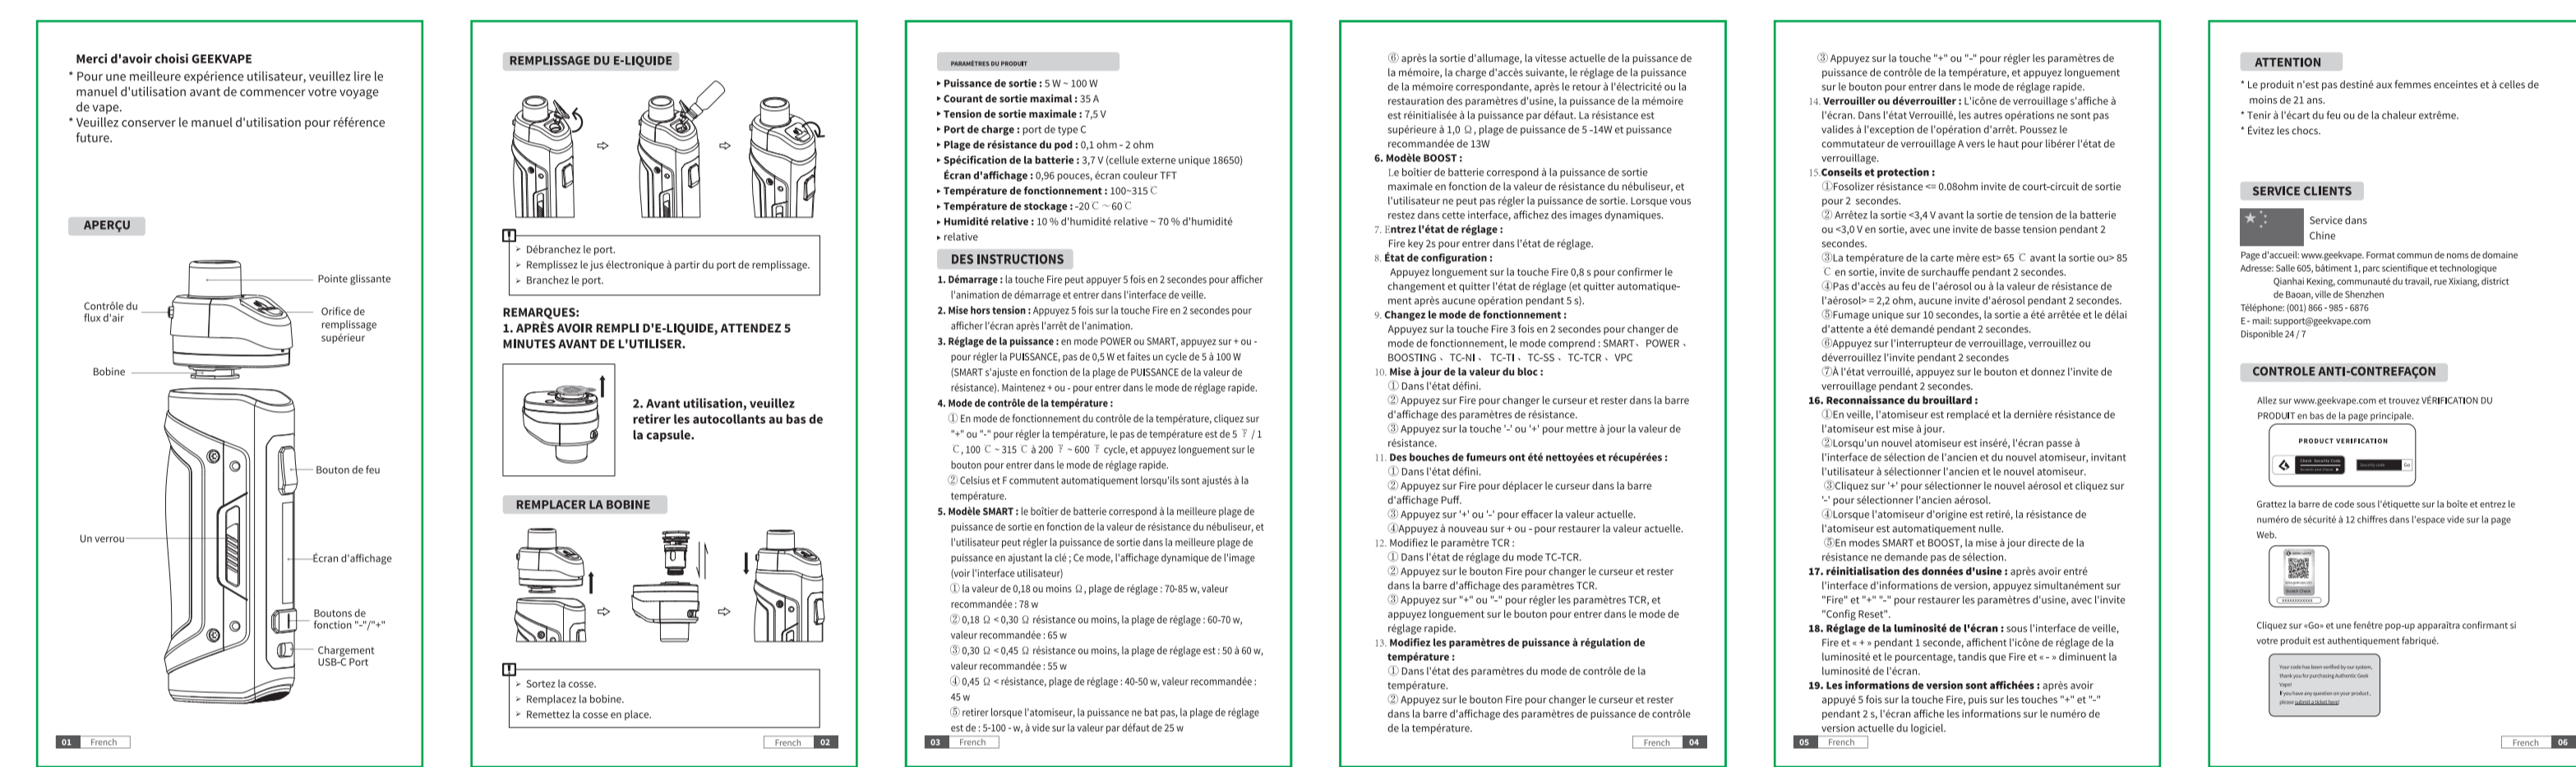 Merci d'avoir choisi GEEKVAPE
* Pour une meilleure expérience utilisateur, veuillez lire le
manuel d'utilisation avant de commencer votre voyage
de vape.
* Veuillez conserver le manuel d'utilisation pour référence
future.
APERÇU
Pointe glissante
Contrôle du
flux d'air
Orifice de
remplissage
supérieur
Bobine
Bouton de feu
Un verrou
Écran d'affichage
Boutons de
fonction "-"/"+"
Chargement
USB-C Port
01 French
REMPLISSAGE DU E-LIQUIDE
➢ Débranchez le port.
➢ Remplissez le jus électronique à partir du port de remplissage.
➢ Branchez le port.
REMARQUES:
1. APRÈS AVOIR REMPLI D'E-LIQUIDE, ATTENDEZ 5
MINUTES AVANT DE L'UTILISER.
2. Avant utilisation, veuillez
retirer les autocollants au bas de
la capsule.
REMPLACER LA BOBINE
➢ Sortez la cosse.
➢ Remplacez la bobine.
➢ Remettez la cosse en place.
French 02
PARAMÈTRES DU PRODUIT
▸ Puissance de sortie : 5 W ~ 100 W
▸ Courant de sortie maximal : 35 A
▸ Tension de sortie maximale : 7,5 V
▸ Port de charge : port de type C
▸ Plage de résistance du pod : 0,1 ohm - 2 ohm
▸ Spécification de la batterie : 3,7 V (cellule externe unique 18650)
Écran d'affichage : 0,96 pouces, écran couleur TFT
▸ Température de fonctionnement : 100~315 C
▸ Température de stockage : -20 C ~ 60 C
▸ Humidité relative : 10 % d'humidité relative ~ 70 % d'humidité
▸ relative
DES INSTRUCTIONS
1. Démarrage : la touche Fire peut appuyer 5 fois en 2 secondes pour afficher
l'animation de démarrage et entrer dans l'interface de veille.
2. Mise hors tension : Appuyez 5 fois sur la touche Fire en 2 secondes pour
afficher l'écran après l'arrêt de l'animation.
3. Réglage de la puissance : en mode POWER ou SMART, appuyez sur + ou -
pour régler la PUISSANCE, pas de 0,5 W et faites un cycle de 5 à 100 W
(SMART s'ajuste en fonction de la plage de PUISSANCE de la valeur de
résistance). Maintenez + ou - pour entrer dans le mode de réglage rapide.
4. Mode de contrôle de la température :
① En mode de fonctionnement du contrôle de la température, cliquez sur
"+" ou "-" pour régler la température, le pas de température est de 5 F / 1
C , 100 C ~ 315 C à 200 F ~ 600 F cycle, et appuyez longuement sur le
bouton pour entrer dans le mode de réglage rapide.
② Celsius et F commutent automatiquement lorsqu'ils sont ajustés à la
température.
5. Modèle SMART : le boîtier de batterie correspond à la meilleure plage de
puissance de sortie en fonction de la valeur de résistance du nébuliseur, et
l'utilisateur peut régler la puissance de sortie dans la meilleure plage de
puissance en ajustant la clé ; Ce mode, l'affichage dynamique de l'image
(voir l'interface utilisateur)
① la valeur de 0,18 ou moins Ω , plage de réglage : 70-85 w, valeur
recommandée : 78 w
② 0,18 Ω < 0,30 Ω résistance ou moins, la plage de réglage : 60-70 w,
valeur recommandée : 65 w
③ 0,30 Ω < 0,45 Ω résistance ou moins, la plage de réglage est : 50 à 60 w,
valeur recommandée : 55 w
④ 0,45 Ω < résistance, plage de réglage : 40-50 w, valeur recommandée :
45 w
⑤ retirer lorsque l'atomiseur, la puissance ne bat pas, la plage de réglage
est de : 5-100 - w, à vide sur la valeur par défaut de 25 w
03 French
⑥ après la sortie d'allumage, la vitesse actuelle de la puissance de
la mémoire, la charge d'accès suivante, le réglage de la puissance
de la mémoire correspondante, après le retour à l'électricité ou la
restauration des paramètres d'usine, la puissance de la mémoire
est réinitialisée à la puissance par défaut. La résistance est
supérieure à 1,0 Ω , plage de puissance de 5 -14W et puissance
recommandée de 13W
6. Modèle BOOST :
Le boîtier de batterie correspond à la puissance de sortie
maximale en fonction de la valeur de résistance du nébuliseur, et
l'utilisateur ne peut pas régler la puissance de sortie. Lorsque vous
restez dans cette interface, affichez des images dynamiques.
7. Entrez l'état de réglage :
Fire key 2s pour entrer dans l'état de réglage.
8. État de configuration :
Appuyez longuement sur la touche Fire 0,8 s pour confirmer le
changement et quitter l'état de réglage (et quitter automatique-
ment après aucune opération pendant 5 s).
9. Changez le mode de fonctionnement :
Appuyez sur la touche Fire 3 fois en 2 secondes pour changer de
mode de fonctionnement, le mode comprend : SMART、 POWER 、
BOOSTING 、 TC-NI 、 TC-TI 、 TC-SS 、 TC-TCR 、 VPC
10. Mise à jour de la valeur du bloc :
① Dans l'état défini.
② Appuyez sur Fire pour changer le curseur et rester dans la barre
d'affichage des paramètres de résistance.
③ Appuyez sur la touche '-' ou '+' pour mettre à jour la valeur de
résistance.
11. Des bouches de fumeurs ont été nettoyées et récupérées :
① Dans l'état défini.
② Appuyez sur Fire pour déplacer le curseur dans la barre
d'affichage Puff.
③ Appuyez sur '+' ou '-' pour effacer la valeur actuelle.
④Appuyez à nouveau sur + ou - pour restaurer la valeur actuelle.
12. Modifiez le paramètre TCR :
① Dans l'état de réglage du mode TC-TCR.
② Appuyez sur le bouton Fire pour changer le curseur et rester
dans la barre d'affichage des paramètres TCR.
③ Appuyez sur "+" ou "-" pour régler les paramètres TCR, et
appuyez longuement sur le bouton pour entrer dans le mode de
réglage rapide.
13. Modifiez les paramètres de puissance à régulation de
température :
① Dans l'état des paramètres du mode de contrôle de la
température.
② Appuyez sur le bouton Fire pour changer le curseur et rester
dans la barre d'affichage des paramètres de puissance de contrôle
de la température.
French 04
③ Appuyez sur la touche "+" ou "-" pour régler les paramètres de
puissance de contrôle de la température, et appuyez longuement
sur le bouton pour entrer dans le mode de réglage rapide.
14. Verrouiller ou déverrouiller : L'icône de verrouillage s'affiche à
l'écran. Dans l'état Verrouillé, les autres opérations ne sont pas
valides à l'exception de l'opération d'arrêt. Poussez le
commutateur de verrouillage A vers le haut pour libérer l'état de
verrouillage.
15.Conseils et protection :
①Fosolizer résistance <= 0.08ohm invite de court-circuit de sortie
pour 2 secondes.
② Arrêtez la sortie <3,4 V avant la sortie de tension de la batterie
ou <3,0 V en sortie, avec une invite de basse tension pendant 2
secondes.
③La température de la carte mère est> 65 C avant la sortie ou> 85
C en sortie, invite de surchauffe pendant 2 secondes.
④Pas d'accès au feu de l'aérosol ou à la valeur de résistance de
l'aérosol> = 2,2 ohm, aucune invite d'aérosol pendant 2 secondes.
⑤Fumage unique sur 10 secondes, la sortie a été arrêtée et le délai
d'attente a été demandé pendant 2 secondes.
⑥Appuyez sur l'interrupteur de verrouillage, verrouillez ou
déverrouillez l'invite pendant 2 secondes
⑦À l'état verrouillé, appuyez sur le bouton et donnez l'invite de
verrouillage pendant 2 secondes.
16. Reconnaissance du brouillard :
①En veille, l'atomiseur est remplacé et la dernière résistance de
l'atomiseur est mise à jour.
②Lorsqu'un nouvel atomiseur est inséré, l'écran passe à
l'interface de sélection de l'ancien et du nouvel atomiseur, invitant
l'utilisateur à sélectionner l'ancien et le nouvel atomiseur.
③Cliquez sur '+' pour sélectionner le nouvel aérosol et cliquez sur
'-' pour sélectionner l'ancien aérosol.
④Lorsque l'atomiseur d'origine est retiré, la résistance de
l'atomiseur est automatiquement nulle.
⑤En modes SMART et BOOST, la mise à jour directe de la
résistance ne demande pas de sélection.
17. réinitialisation des données d'usine : après avoir entré
l'interface d'informations de version, appuyez simultanément sur
"Fire" et "+" "-" pour restaurer les paramètres d'usine, avec l'invite
"Config Reset".
18. Réglage de la luminosité de l'écran : sous l'interface de veille,
Fire et « + » pendant 1 seconde, affichent l'icône de réglage de la
luminosité et le pourcentage, tandis que Fire et « - » diminuent la
luminosité de l'écran.
19. Les informations de version sont affichées : après avoir
appuyé 5 fois sur la touche Fire, puis sur les touches "+" et "-"
pendant 2 s, l'écran affiche les informations sur le numéro de
version actuelle du logiciel.
05 French
ATTENTION
* Le produit n'est pas destiné aux femmes enceintes et à celles de
moins de 21 ans.
* Tenir à l'écart du feu ou de la chaleur extrême.
* Évitez les chocs.
SERVICE CLIENTS
Service dans
Chine
Page d'accueil: www.geekvape. Format commun de noms de domaine
Adresse: Salle 605, bâtiment 1, parc scientifique et technologique
Qianhai Kexing, communauté du travail, rue Xixiang, district
de Baoan, ville de Shenzhen
Téléphone: (001) 866 - 985 - 6876
E - mail: support@geekvape.com
Disponible 24 / 7
CONTROLE ANTI-CONTREFAÇON
Allez sur www.geekvape.com et trouvez VÉRIFICATION DU
PRODUIT en bas de la page principale.
PRODUCT VERIFICATION
Check Security Code
Security code Go
Grattez la barre de code sous l'étiquette sur la boîte et entrez le
numéro de sécurité à 12 chiffres dans l'espace vide sur la page
Web.
Cliquez sur «Go» et une fenêtre pop-up apparaîtra confirmant si
votre produit est authentiquement fabriqué.
Your code has been verified by our system,
thank you for purchasing Authentic Geek
Vape!
If you have any question on your product,
please submit a ticket here!
French 06